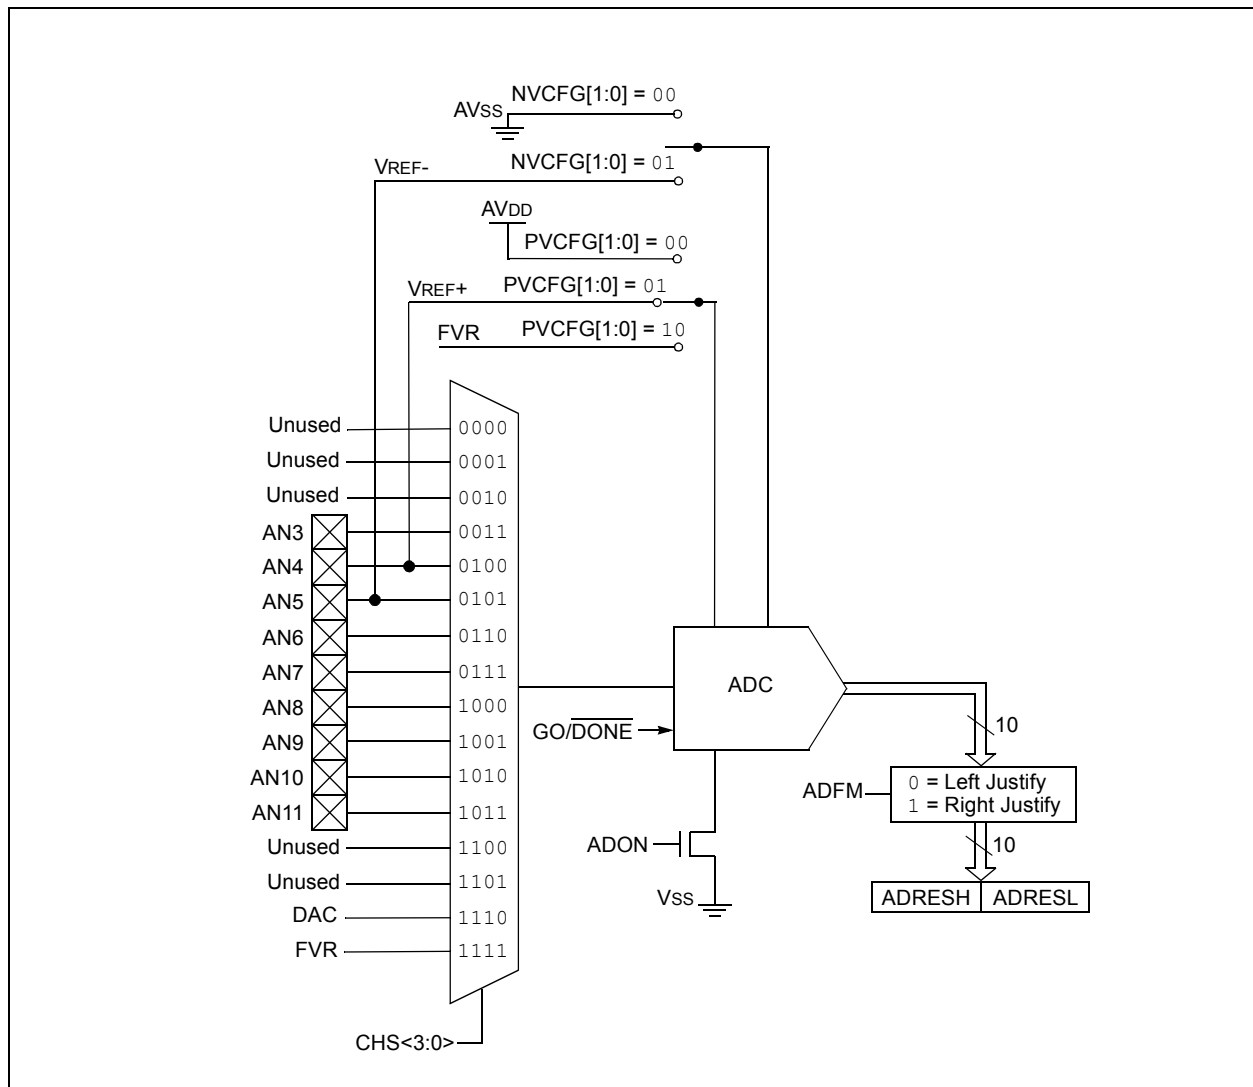 NVCFG[1:0] = 00
AVSS
NVCFG[1:0] = 01
VREF-
AVDD
PVCFG[1:0] = 00
VREF+
PVCFG[1:0] = 01
FVR
PVCFG[1:0] = 10
Unused 0000
Unused 0001
Unused 0010
AN3 0011
AN4 0100
AN5 0101
AN6 0110
AN7 0111
AN8 1000
AN9 1001
AN10 1010
AN11 1011
Unused 1100
Unused 1101
DAC 1110
FVR 1111
CHS<3:0>
ADC
GO/DONE
ADON
VSS
10
ADFM
0 = Left Justify
1 = Right Justify
10
ADRESH ADRESL